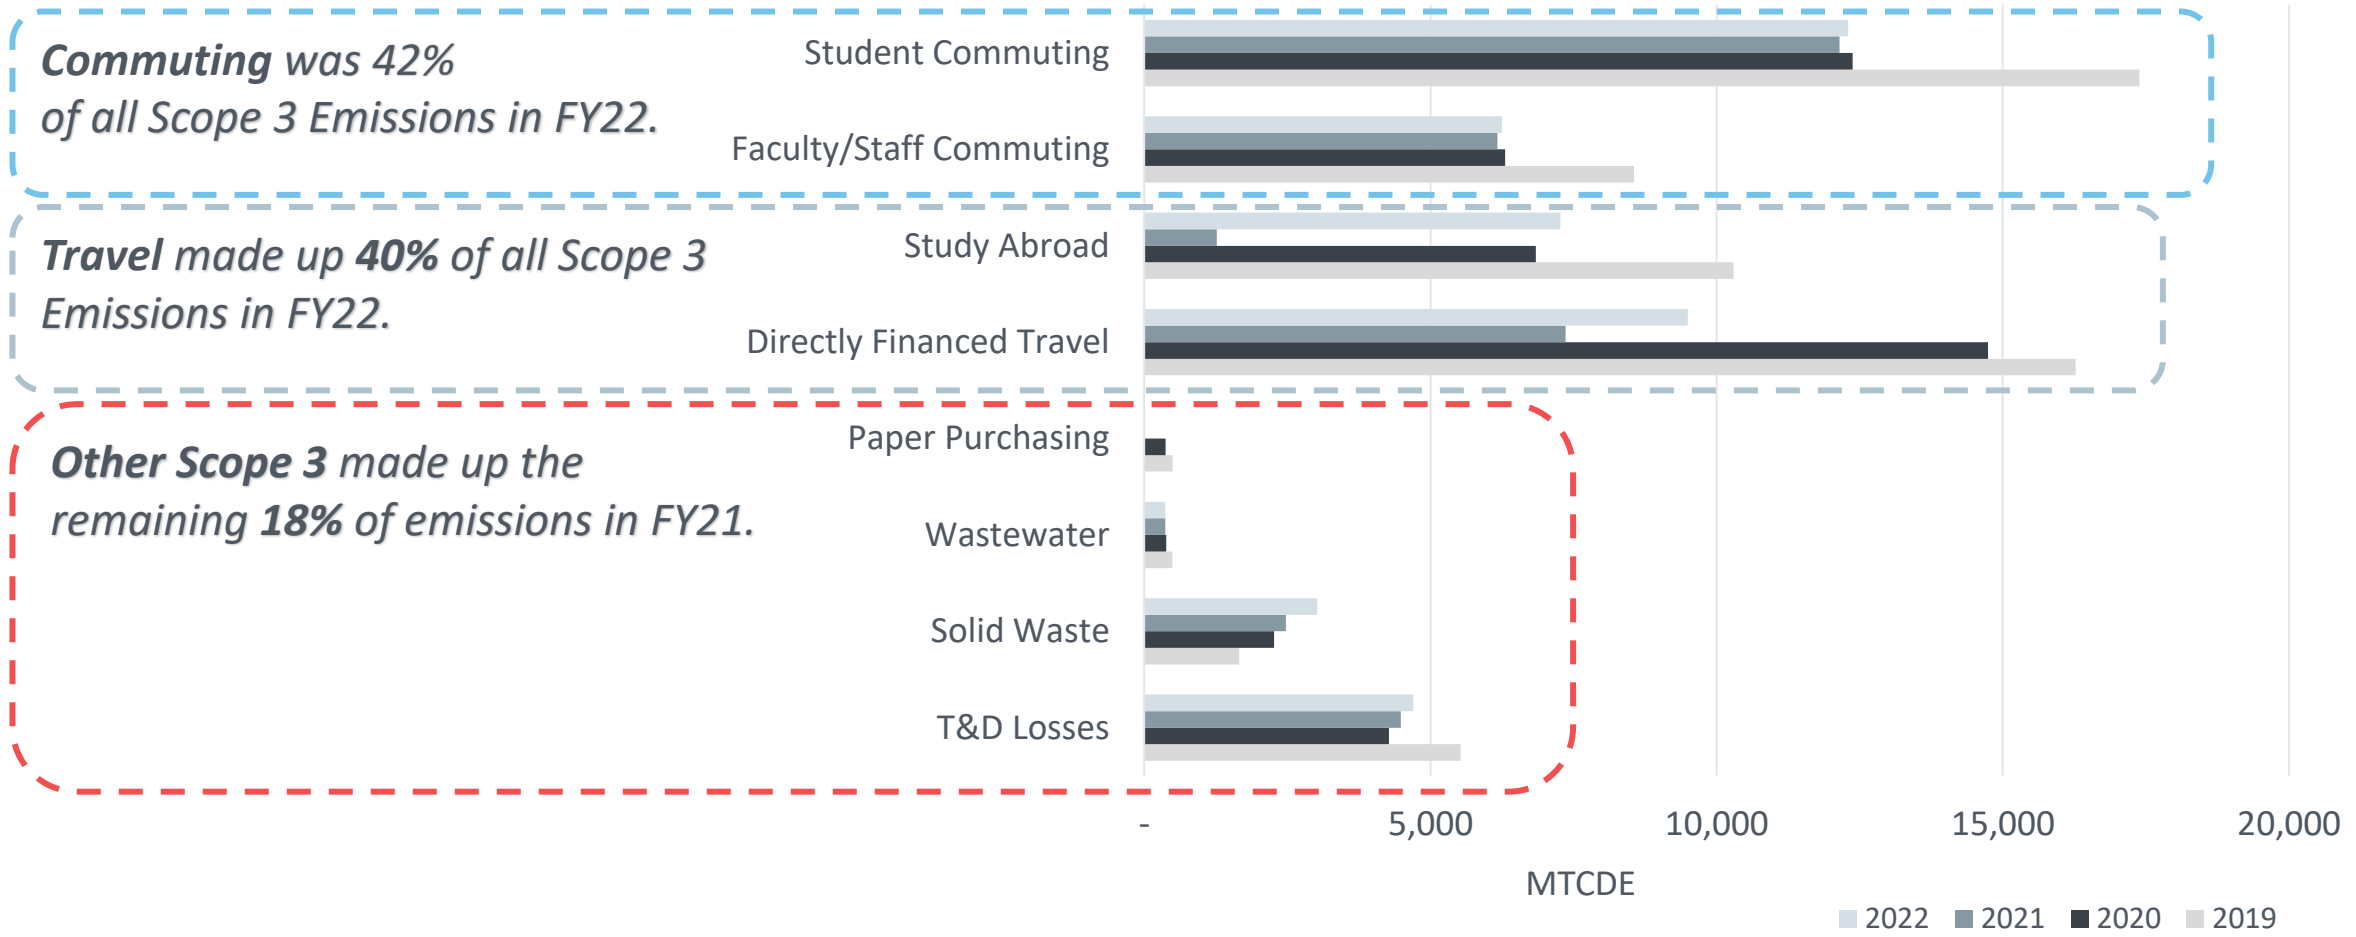 Commuting was 42%
of all Scope 3 Emissions in FY22.
Student Commuting
Faculty/Staff Commuting
Travel made up 40% of all Scope 3
Emissions in FY22.
Study Abroad
Directly Financed Travel
Other Scope 3 made up the
remaining 18% of emissions in FY21.
Paper Purchasing
Wastewater
Solid Waste
T&D Losses
- 5,000 10,000 15,000 20,000
MTCDE
2022 2021 2020 2019